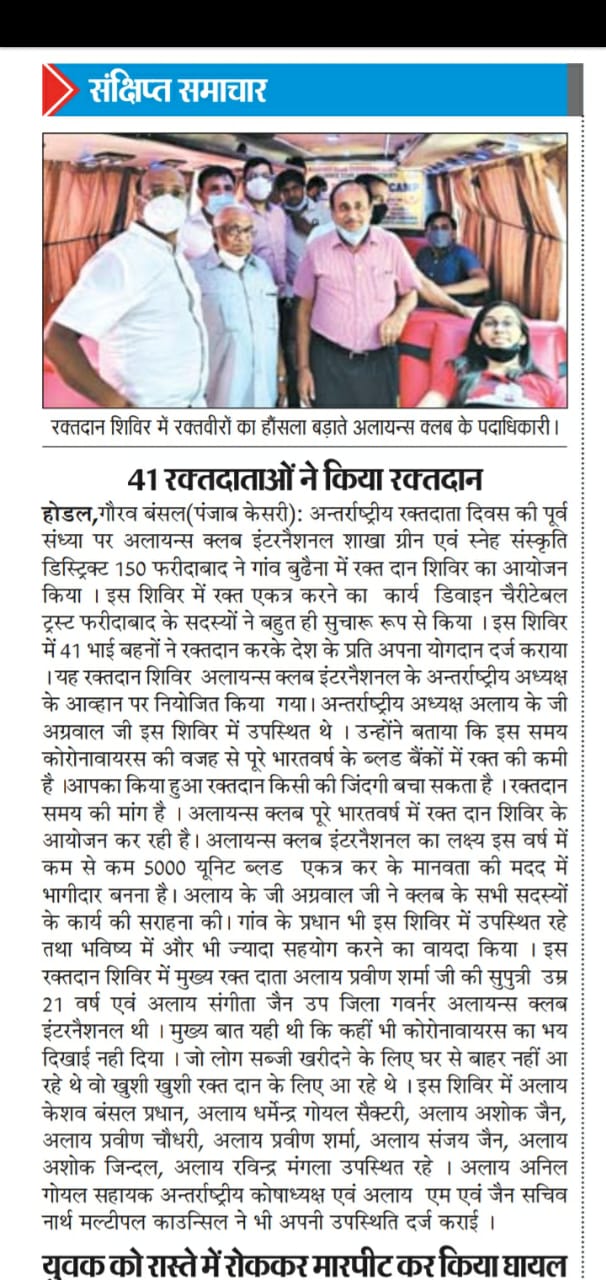 संक्षिप्त समाचार
CAMP
रक्तदान शिविर में रक्तवीरों का हौंसला बड़ाते अलायन्स क्लब के पदाधिकारी।
41 रक्तदाताओं ने किया रक्तदान
होडल,गौरव बंसल(पंजाब केसरी): अन्तर्राष्ट्रीय रक्तदाता दिवस की पूर्व
संध्या पर अलायन्स क्लब इंटरनैशनल शाखा ग्रीन एवं स्नेह संस्कृति
डिस्ट्रिक्ट 150 फरीदाबाद ने गांव बुढैना में रक्त दान शिविर का आयोजन
किया । इस शिविर में रक्त एकत्र करने का कार्य डिवाइन चैरीटेबल
ट्रस्ट फरीदाबाद के सदस्यों ने बहुत ही सुचारू रूप से किया । इस शिविर
में 41 भाई बहनों ने रक्तदान करके देश के प्रति अपना योगदान दर्ज कराया
। यह रक्तदान शिविर अलायन्स क्लब इंटरनैशनल के अन्तर्राष्ट्रीय अध्यक्ष
के आव्हान पर नियोजित किया गया। अन्तर्राष्ट्रीय अध्यक्ष अलाय के जी
अग्रवाल जी इस शिविर में उपस्थित थे । उन्होंने बताया कि इस समय
कोरोनावायरस की वजह से पूरे भारतवर्ष के ब्लड बैंकों में रक्त की कमी
है ।आपका किया हुआ रक्तदान किसी की जिंदगी बचा सकता है । रक्तदान
समय की मांग है । अलायन्स क्लब पूरे भारतवर्ष में रक्त दान शिविर के
आयोजन कर रही है। अलायन्स क्लब इंटरनैशनल का लक्ष्य इस वर्ष में
कम से कम 5000 यूनिट ब्लड एकत्र कर के मानवता की मदद में
भागीदार बनना है। अलाय के जी अग्रवाल जी ने क्लब के सभी सदस्यों
के कार्य की सराहना की। गांव के प्रधान भी इस शिविर में उपस्थित रहे
तथा भविष्य में और भी ज्यादा सहयोग करने का वायदा किया । इस
रक्तदान शिविर में मुख्य रक्त दाता अलाय प्रवीण शर्मा जी की सुपुत्री उम्र
21 वर्ष एवं अलाय संगीता जैन उप जिला गवर्नर अलायन्स क्लब
इंटरनैशनल थी । मुख्य बात यही थी कि कहीं भी कोरोनावायरस का भय
दिखाई नही दिया । जो लोग सब्जी खरीदने के लिए घर से बाहर नहीं आ
रहे थे वो खुशी खुशी रक्त दान के लिए आ रहे थे । इस शिविर में अलाय
केशव बंसल प्रधान, अलाय धर्मेन्द्र गोयल सैक्टरी, अलाय अशोक जैन,
अलाय प्रवीण चौधरी, अलाय प्रवीण शर्मा, अलाय संजय जैन, अलाय
अशोक जिन्दल, अलाय रविन्द्र मंगला उपस्थित रहे । अलाय अनिल
गोयल सहायक अन्तर्राष्ट्रीय कोषाध्यक्ष एवं अलाय एम एवं जैन सचिव
नार्थ मल्टीपल काउन्सिल ने भी अपनी उपस्थिति दर्ज कराई ।
युवक को रास्ते में रोककर मारपीट कर किया घायल